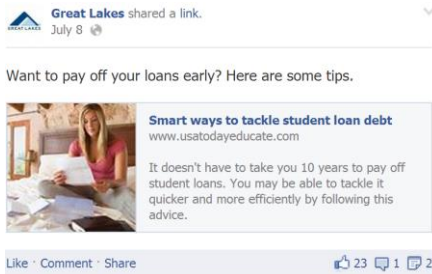 Great Lakes shared a link.
GREAT LAKES
July 8
Want to pay off your loans early? Here are some tips.
Smart ways to tackle student loan debt
www.usatodayeducate.com
It doesn't have to take you 10 years to pay off
student loans. You may be able to tackle it
quicker and more efficiently by following this
advice.
Like · Comment · Share 23 1 2